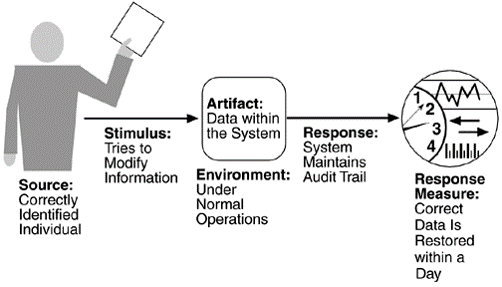 Source:
Correctly
Identified
Individual
Stimulus:
Tries to
Modify
Information
Artifact:
Data within
the System
Environment:
Under
Normal
Operations
Response:
System
Maintains
Audit Trail
1
2
3
4
Response
Measure:
Correct
Data Is
Restored
within a
Day